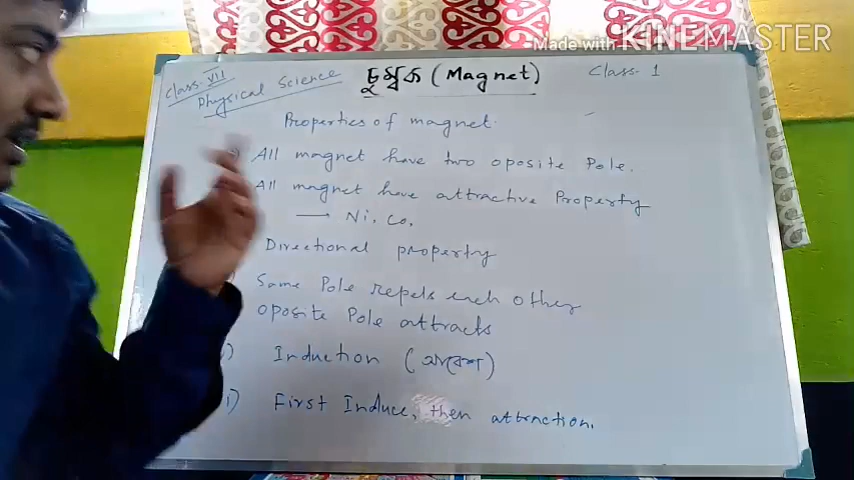 Made with KINEMASTER
Class - VII
Physical Science
চুম্বক (Magnet)
Class - 1
Properties of magnet.
All magnet have two oposite Pole.
All magnet have attractive Property
→ Ni, Co,
Directional property
Same Pole repels each other
oposite Pole attracts
Induction (আবেশ)
i) First Induce, then attraction.